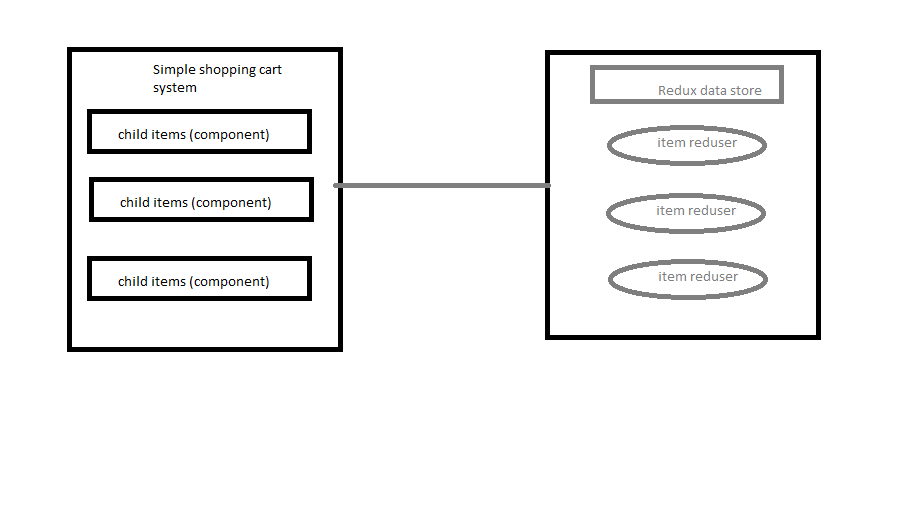 Simple shopping cart
system
child items (component)
child items (component)
child items (component)
Redux data store
item reduser
item reduser
item reduser